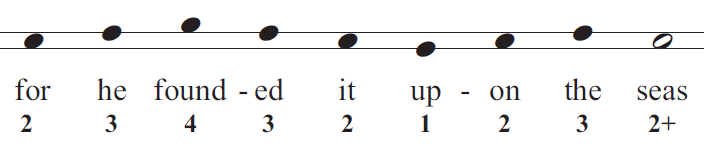 for he found - ed it up - on the seas
2 3 4 3 2 1 2 3 2+